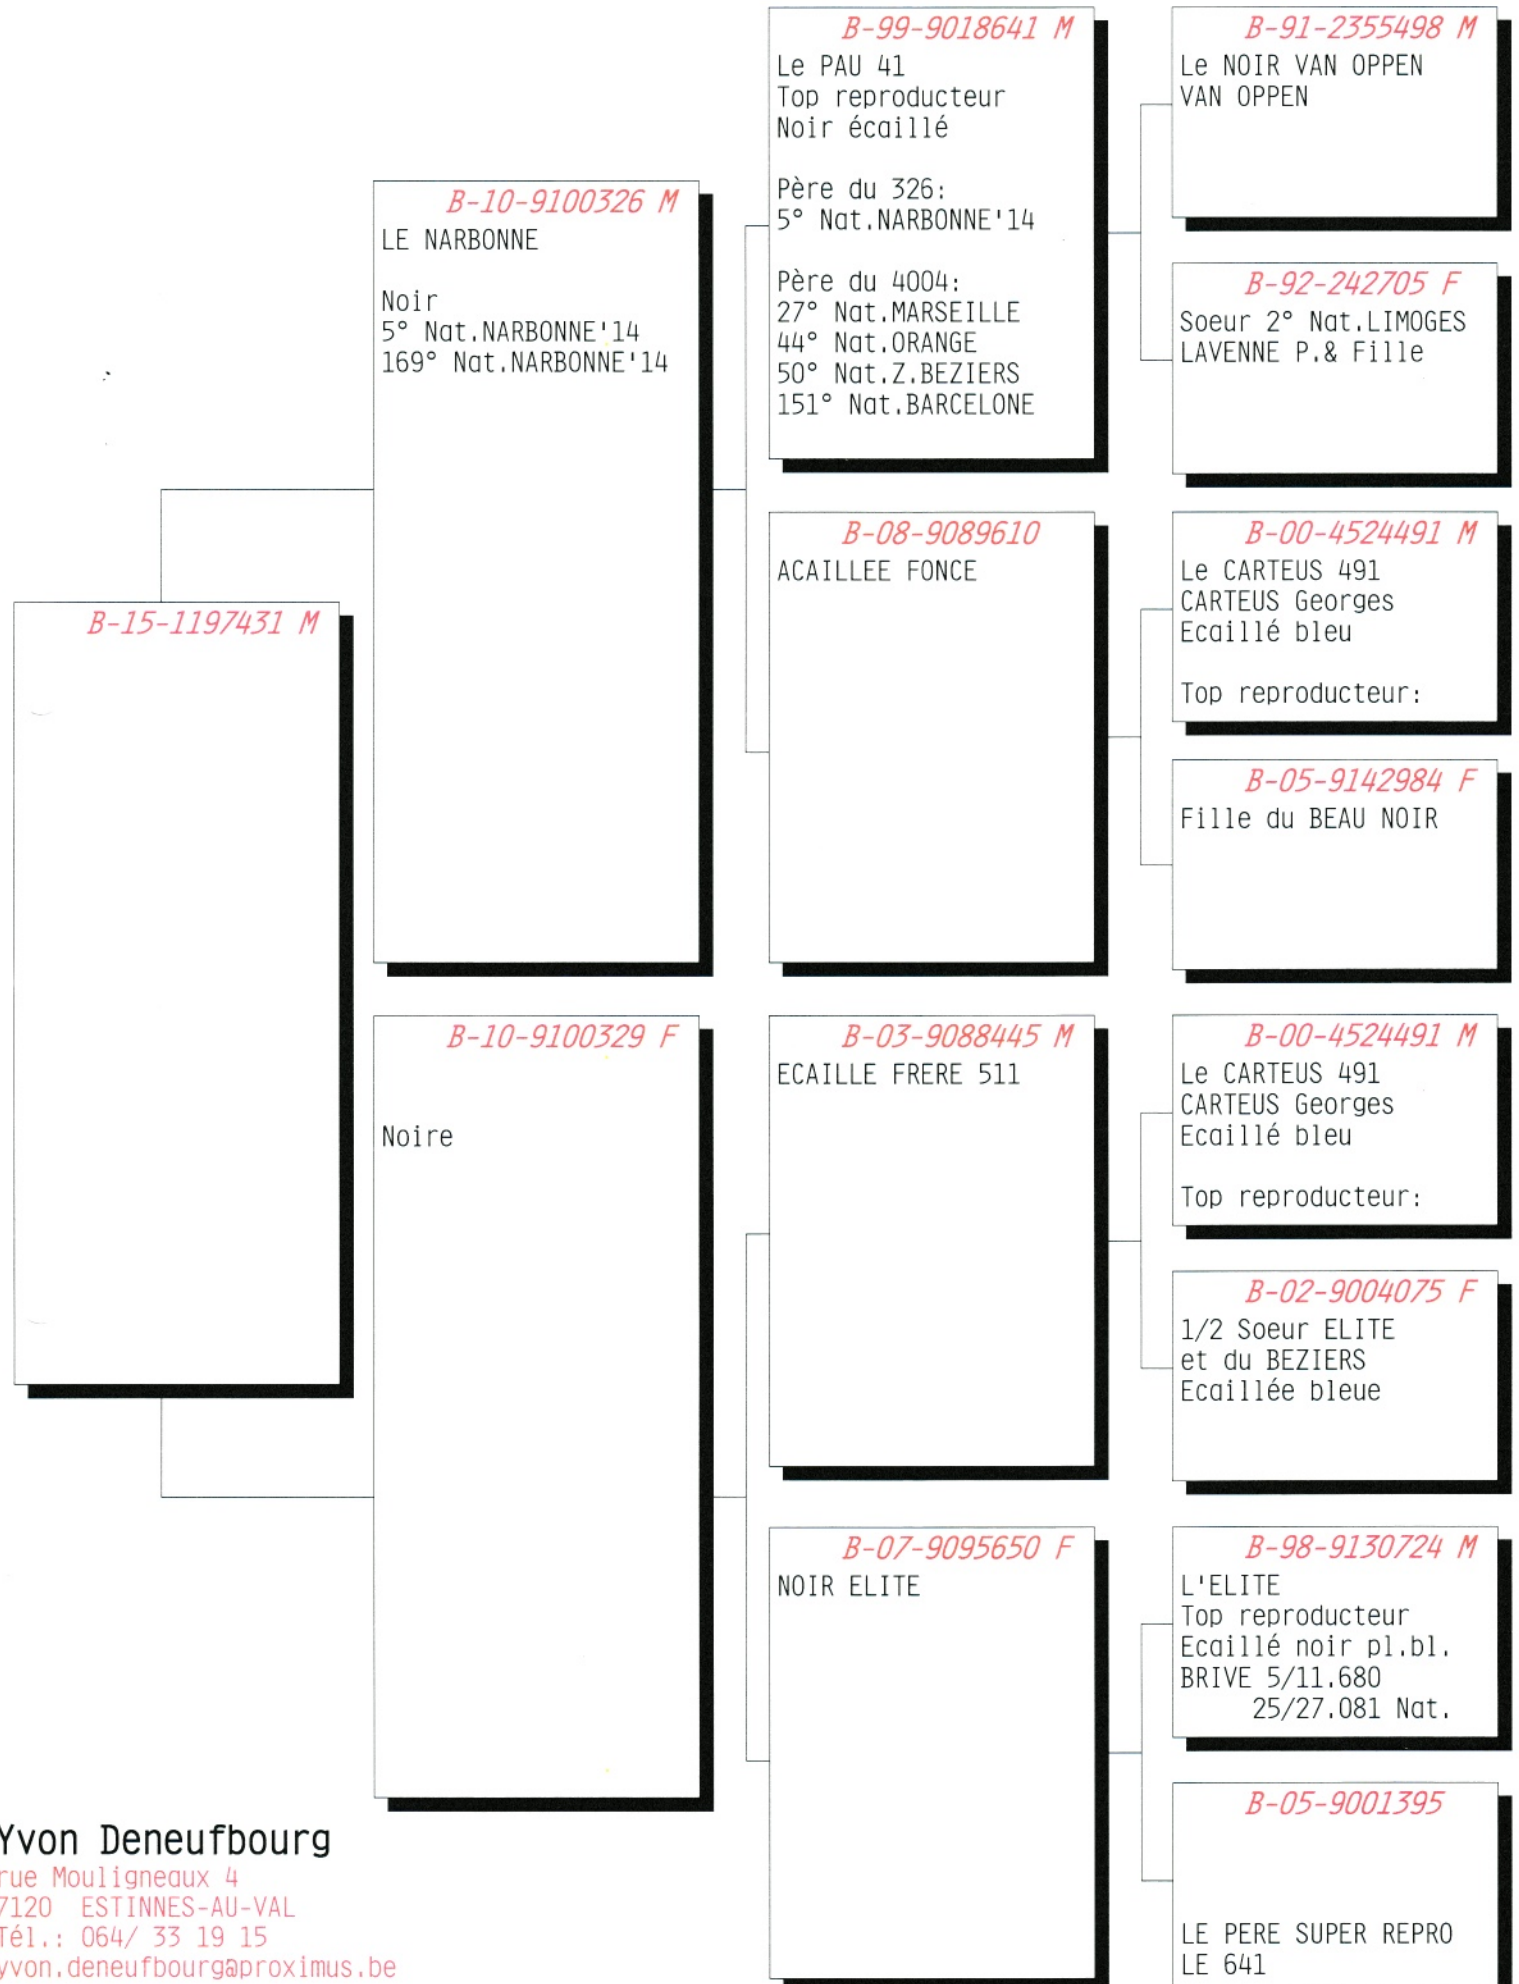 B-15-1197431 M
B-10-9100326 M
LE NARBONNE
Noir
5° Nat.NARBONNE'14
169° Nat.NARBONNE'14
B-10-9100329 F
Noire
B-99-9018641 M
Le PAU 41
Top reproducteur
Noir écaillé
Père du 326:
5° Nat.NARBONNE'14
Père du 4004:
27° Nat.MARSEILLE
44° Nat.ORANGE
50° Nat.Z.BEZIERS
151° Nat.BARCELONE
B-08-9089610
ACAILLEE FONCE
B-03-9088445 M
ECAILLE FRERE 511
B-07-9095650 F
NOIR ELITE
B-91-2355498 M
Le NOIR VAN OPPEN
VAN OPPEN
B-92-242705 F
Soeur 2° Nat.LIMOGES
LAVENNE P.& Fille
B-00-4524491 M
Le CARTEUS 491
CARTEUS Georges
Ecaillé bleu
Top reproducteur:
B-05-9142984 F
Fille du BEAU NOIR
B-00-4524491 M
Le CARTEUS 491
CARTEUS Georges
Ecaillé bleu
Top reproducteur:
B-02-9004075 F
1/2 Soeur ELITE
et du BEZIERS
Ecaillée bleue
B-98-9130724 M
L'ELITE
Top reproducteur
Ecaillé noir pl.bl.
BRIVE 5/11.680
25/27.081 Nat.
B-05-9001395
LE PERE SUPER REPRO
LE 641
Yvon Deneufbourg
rue Mouligneaux 4
7120 ESTINNES-AU-VAL
Tél.: 064/ 33 19 15
yvon.deneufbourg@proximus.be